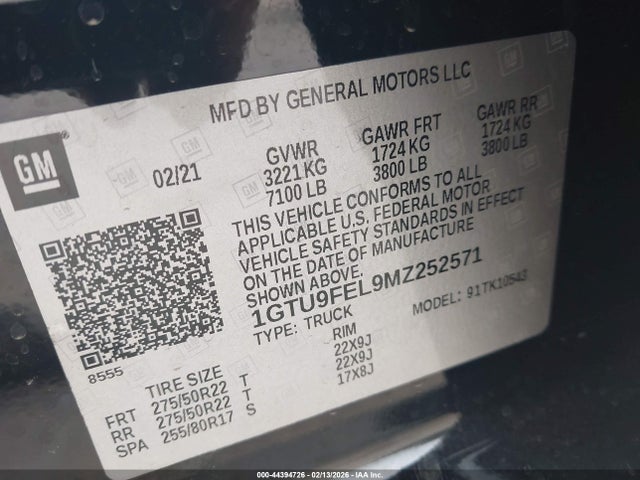 MFD BY GENERAL MOTORS LLC
GM
®
02/21
GVWR GAWR FRT GAWR RR
3221 KG 1724 KG 1724 KG
7100 LB 3800 LB 3800 LB
THIS VEHICLE CONFORMS TO ALL
APPLICABLE U.S. FEDERAL MOTOR
VEHICLE SAFETY STANDARDS IN EFFECT
ON THE DATE OF MANUFACTURE
SHOWN ABOVE.
1GTU9FEL9MZ252571
TYPE: TRUCK MODEL: 91TK10543
8555
TIRE SIZE RIM
FRT 275/50R22 T 22X9J
RR 275/50R22 T 22X9J
SPA 255/80R17 S 17X8J
000-44394726 - 02/13/2026 - IAA Inc.